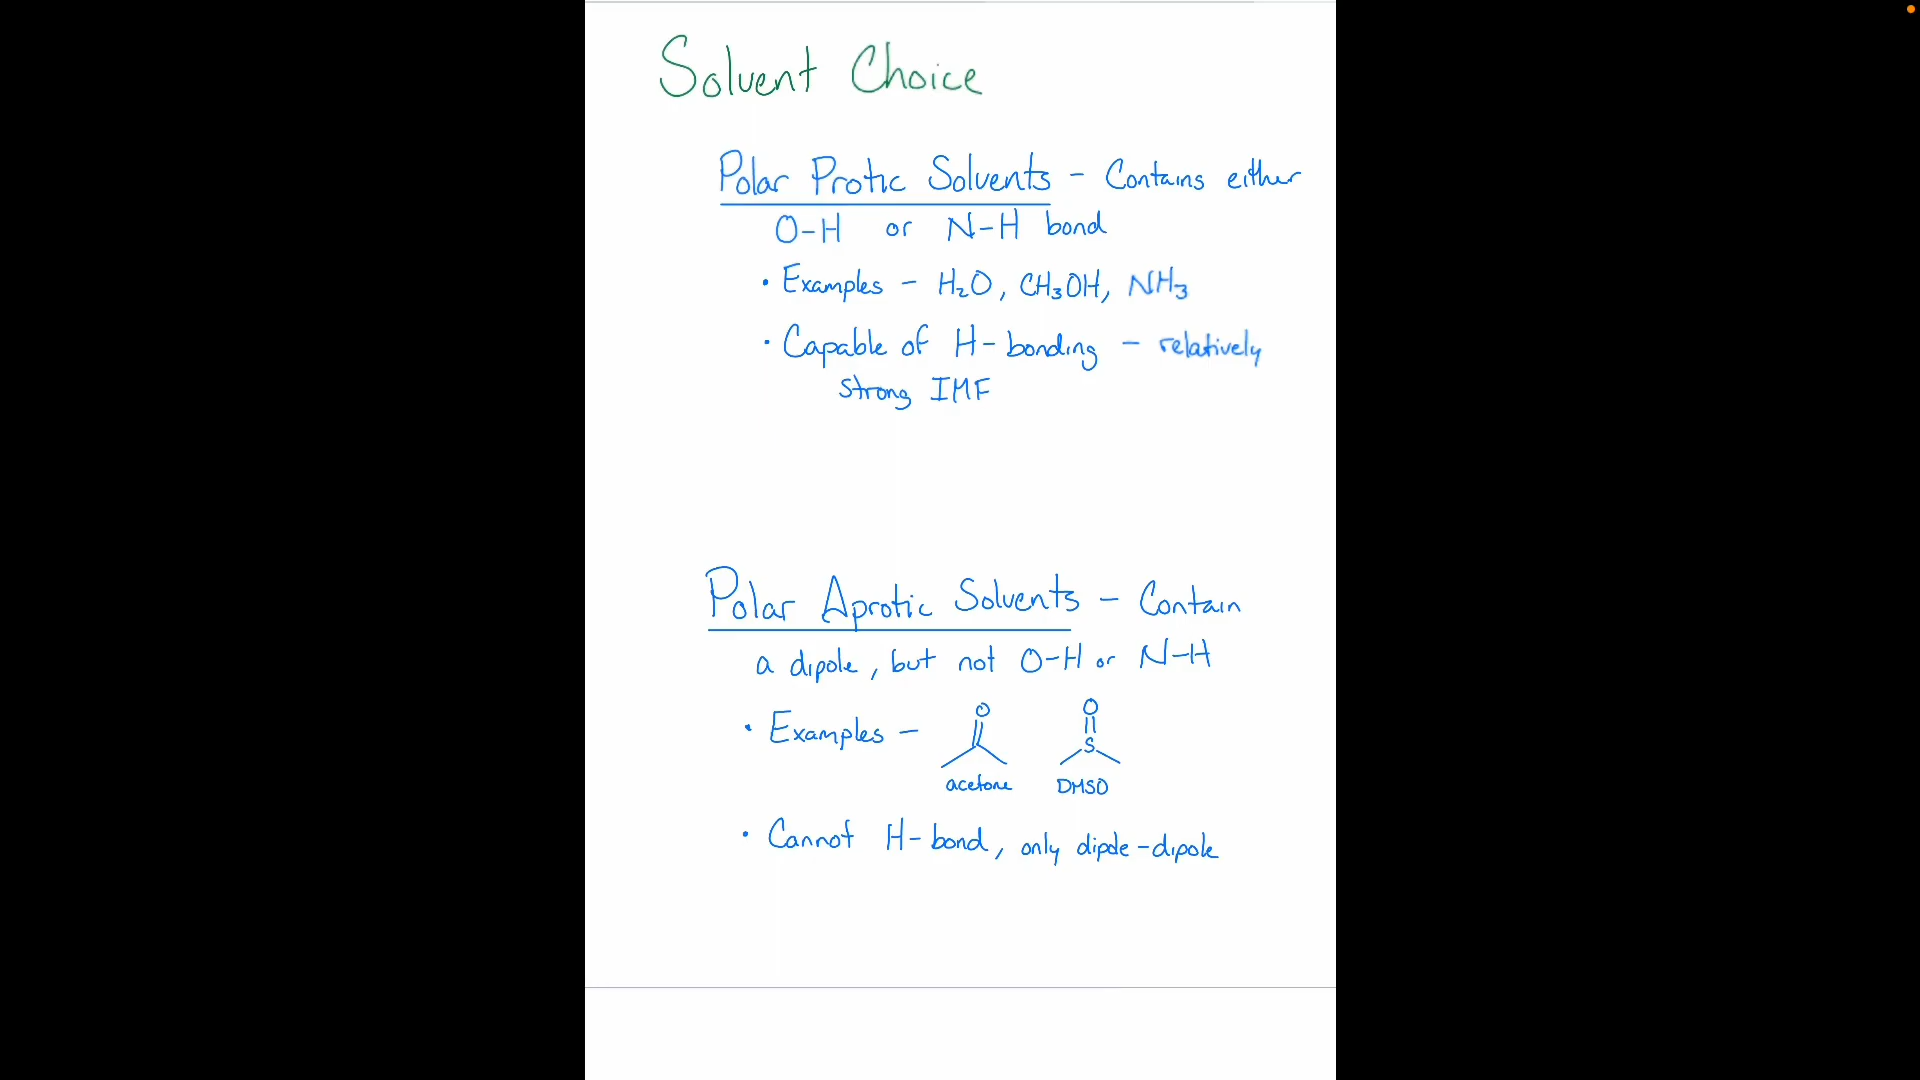 Solvent Choice
Polar Protic Solvents - Contains either
O-H or N-H bond
• Examples - H₂O, CH₃OH, NH₃
• Capable of H-bonding - relatively
strong IMF
Polar Aprotic Solvents - Contain
a dipole, but not O-H or N-H
• Examples -
O O
S
acetone DMSO
• Cannot H-bond, only dipole-dipole